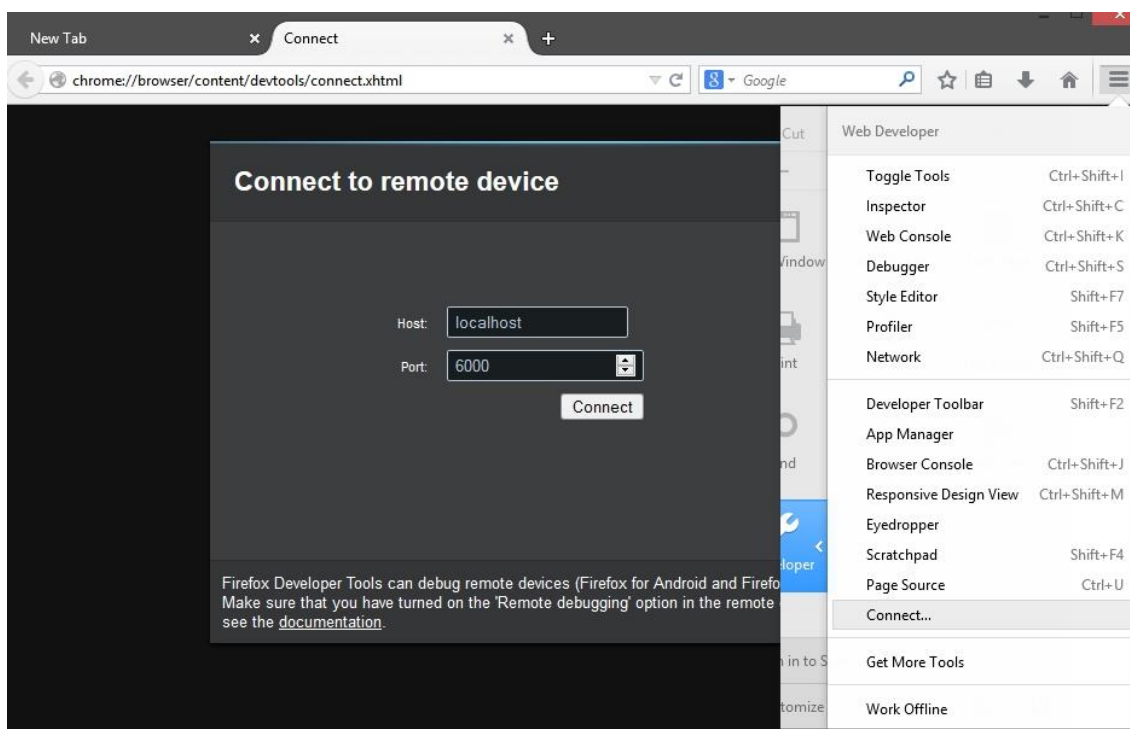 New Tab
Connect
chrome://browser/content/devtools/connect.xhtml
Google
Connect to remote device
Host:
localhost
Port:
6000
Connect
Firefox Developer Tools can debug remote devices (Firefox for Android and Firefo
Make sure that you have turned on the 'Remote debugging' option in the remote
see the documentation.
Cut
Window
int
nd
loper
in to S
tomize
Web Developer
Toggle Tools Ctrl+Shift+I
Inspector Ctrl+Shift+C
Web Console Ctrl+Shift+K
Debugger Ctrl+Shift+S
Style Editor Shift+F7
Profiler Shift+F5
Network Ctrl+Shift+Q
Developer Toolbar Shift+F2
App Manager
Browser Console Ctrl+Shift+J
Responsive Design View Ctrl+Shift+M
Eyedropper
Scratchpad Shift+F4
Page Source Ctrl+U
Connect...
Get More Tools
Work Offline